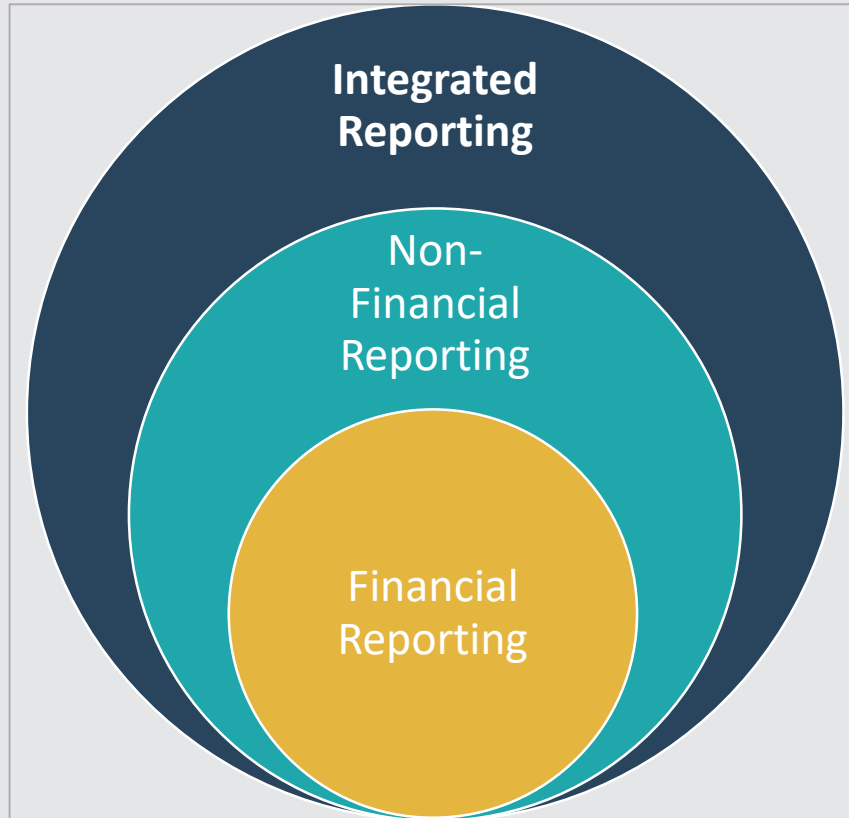 Integrated
Reporting
Non-
Financial
Reporting
Financial
Reporting